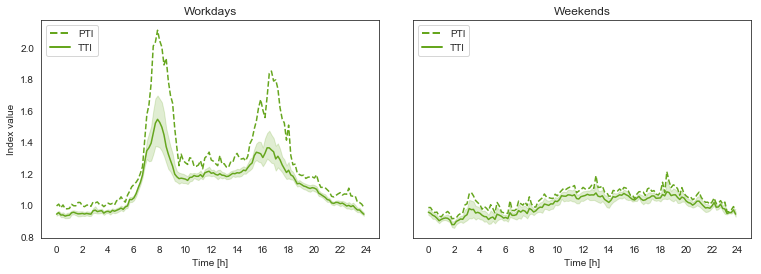 Workdays
PTI
TTI
Index value
2.0
1.8
1.6
1.4
1.2
1.0
0.8
0 2 4 6 8 10 12 14 16 18 20 22 24
Time [h]
Weekends
PTI
TTI
0 2 4 6 8 10 12 14 16 18 20 22 24
Time [h]